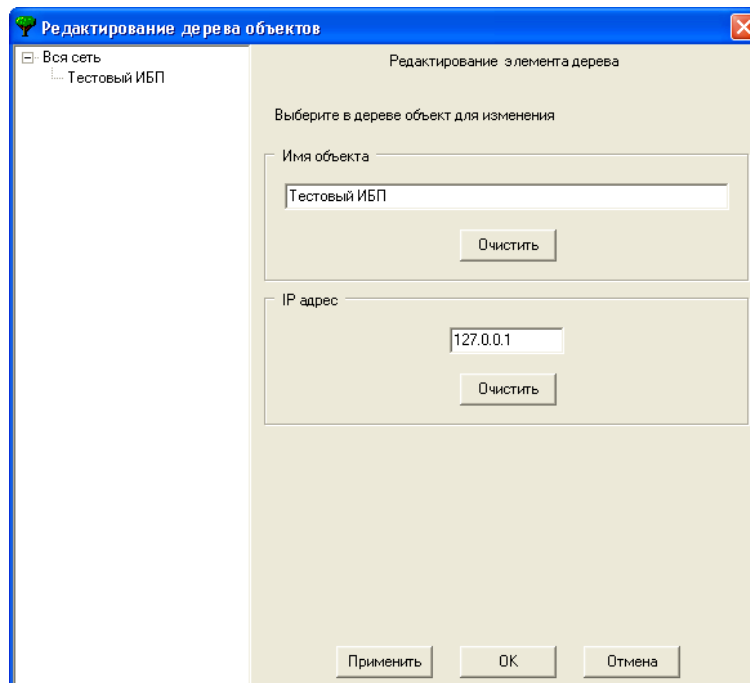 Редактирование дерева объектов
Вся сеть
Тестовый ИБП
Редактирование элемента дерева
Выберите в дереве объект для изменения
Имя объекта
Тестовый ИБП
Очистить
IP адрес
127.0.0.1
Очистить
Применить
OK
Отмена